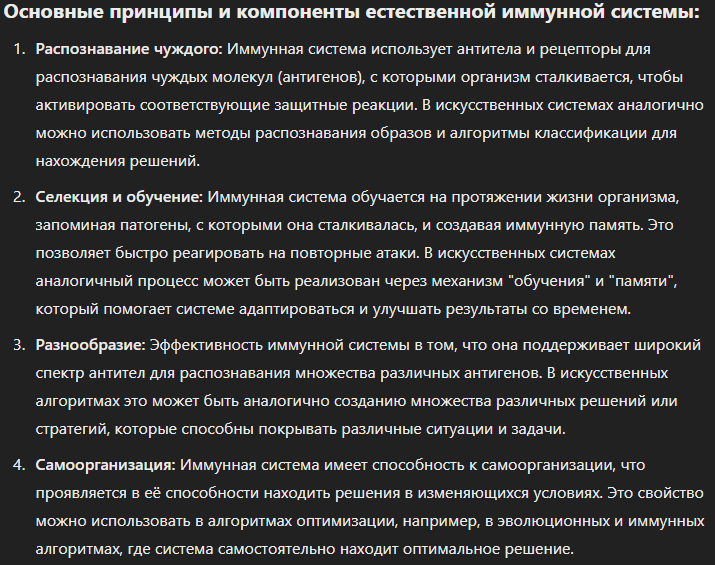 Основные принципы и компоненты естественной иммунной системы:
1. Распознавание чуждого: Иммунная система использует антитела и рецепторы для
распознавания чуждых молекул (антигенов), с которыми организм сталкивается, чтобы
активировать соответствующие защитные реакции. В искусственных системах аналогично
можно использовать методы распознавания образов и алгоритмы классификации для
нахождения решений.
2. Селекция и обучение: Иммунная система обучается на протяжении жизни организма,
запоминая патогены, с которыми она сталкивалась, и создавая иммунную память. Это
позволяет быстро реагировать на повторные атаки. В искусственных системах
аналогичный процесс может быть реализован через механизм "обучения" и "памяти",
который помогает системе адаптироваться и улучшать результаты со временем.
3. Разнообразие: Эффективность иммунной системы в том, что она поддерживает широкий
спектр антител для распознавания множества различных антигенов. В искусственных
алгоритмах это может быть аналогично созданию множества различных решений или
стратегий, которые способны покрывать различные ситуации и задачи.
4. Самоорганизация: Иммунная система имеет способность к самоорганизации, что
проявляется в её способности находить решения в изменяющихся условиях. Это свойство
можно использовать в алгоритмах оптимизации, например, в эволюционных и иммунных
алгоритмах, где система самостоятельно находит оптимальное решение.